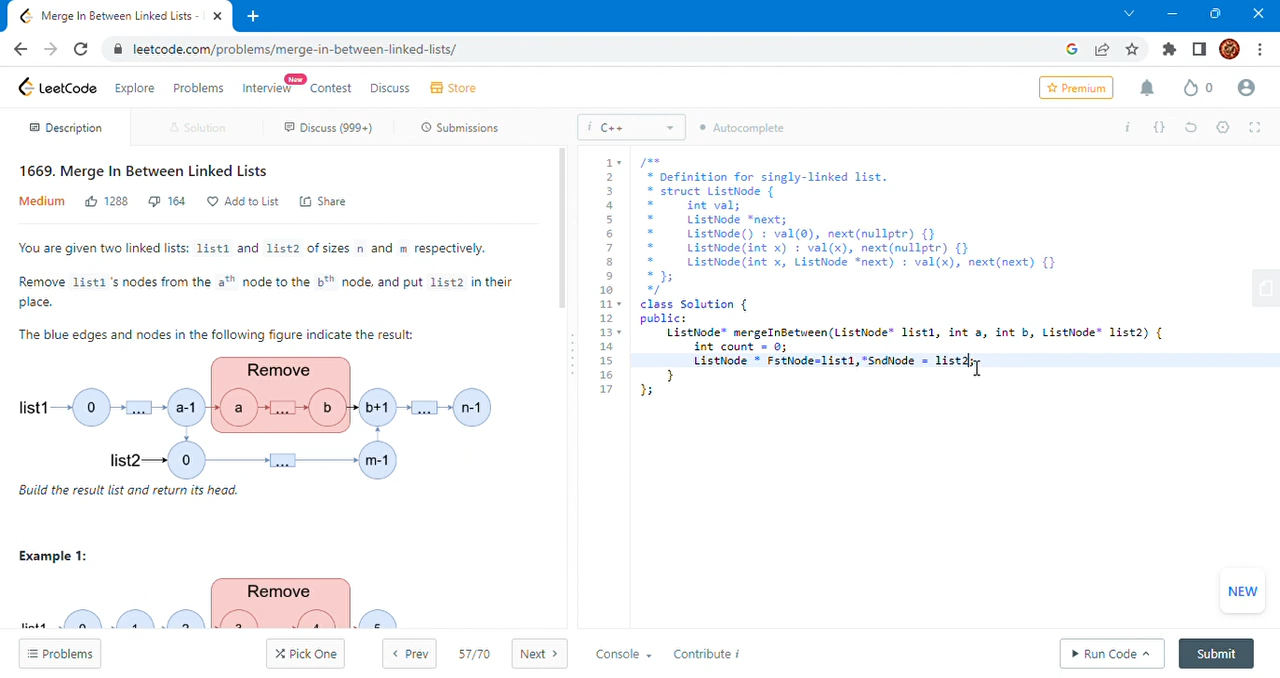 Merge In Between Linked Lists -
leetcode.com/problems/merge-in-between-linked-lists/
LeetCode
Explore
Problems
Interview
New
Contest
Discuss
Store
Premium
0
Description
Solution
Discuss (999+)
Submissions
i C++
Autocomplete
1669. Merge In Between Linked Lists
Medium
1288
164
Add to List
Share
You are given two linked lists: list1 and list2 of sizes n and m respectively.
Remove list1's nodes from the ath node to the bth node, and put list2 in their
place.
The blue edges and nodes in the following figure indicate the result:
Remove
list1
0
...
a-1
a
...
b
b+1
...
n-1
list2
0
...
m-1
Build the result list and return its head.
Example 1:
Remove
list1
0
1
2
3
4
5
1 /**
2 * Definition for singly-linked list.
3 * struct ListNode {
4 *     int val;
5 *     ListNode *next;
6 *     ListNode() : val(0), next(nullptr) {}
7 *     ListNode(int x) : val(x), next(nullptr) {}
8 *     ListNode(int x, ListNode *next) : val(x), next(next) {}
9 * };
10 */
11 class Solution {
12 public:
13     ListNode* mergeInBetween(ListNode* list1, int a, int b, ListNode* list2) {
14         int count = 0;
15         ListNode * FstNode=list1,*SndNode = list2;
16     }
17 };
NEW
Problems
Pick One
Prev
57/70
Next
Console
Contribute i
Run Code
Submit